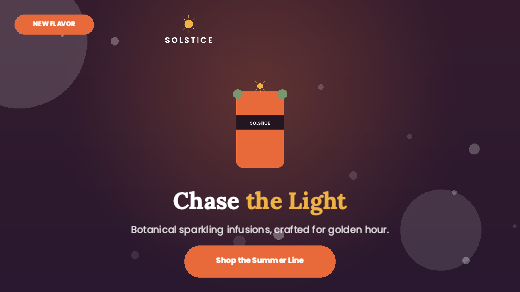 NEW FLAVOR
SOLSTICE
SOLSTICE
Chase the Light
Botanical sparkling infusions, crafted for golden hour.
Shop the Summer Line